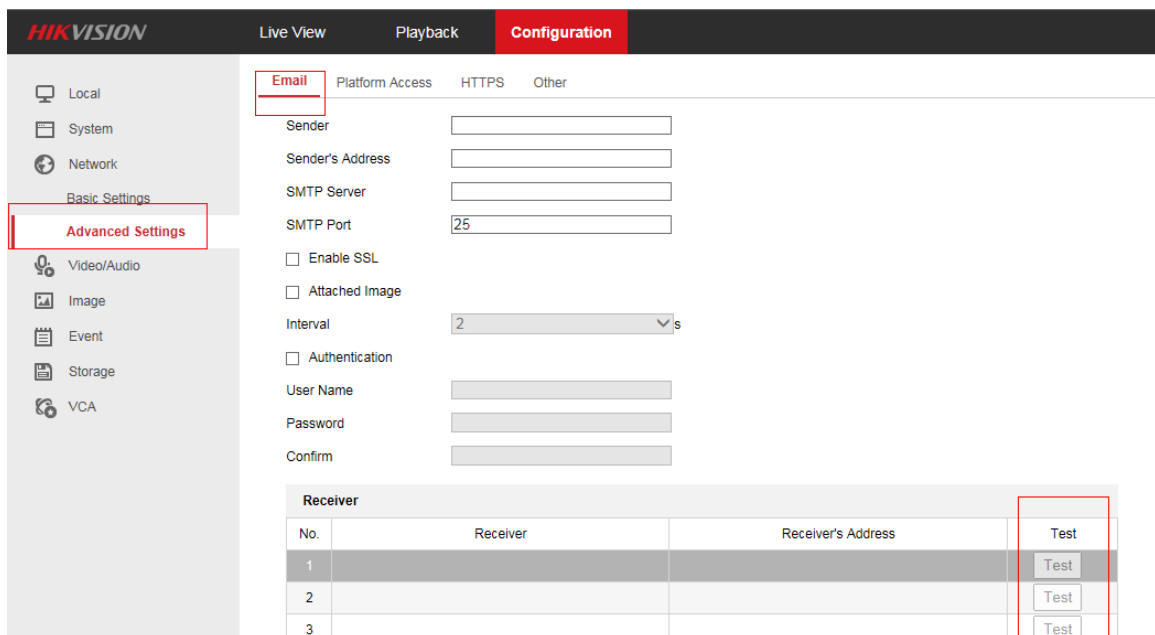 HIKVISION Live View Playback Configuration
Email Platform Access HTTPS Other
Local
System
Network
Basic Settings
Advanced Settings
Video/Audio
Image
Event
Storage
VCA
Sender
Sender's Address
SMTP Server
SMTP Port 25
Enable SSL
Attached Image
Interval 2 s
Authentication
User Name
Password
Confirm
Receiver
No. Receiver Receiver's Address Test
1 Test
2 Test
3 Test